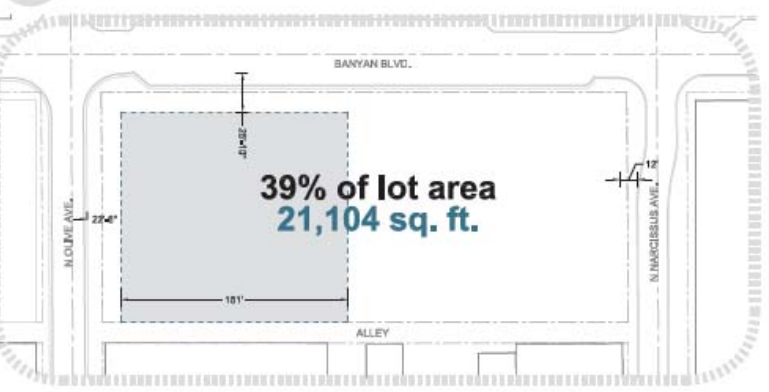 BANYAN BLVD.
12'
39% of lot area
21,104 sq. ft.
N.OLIVE AVE.
N.NARCISSUS AVE.
181'
ALLEY